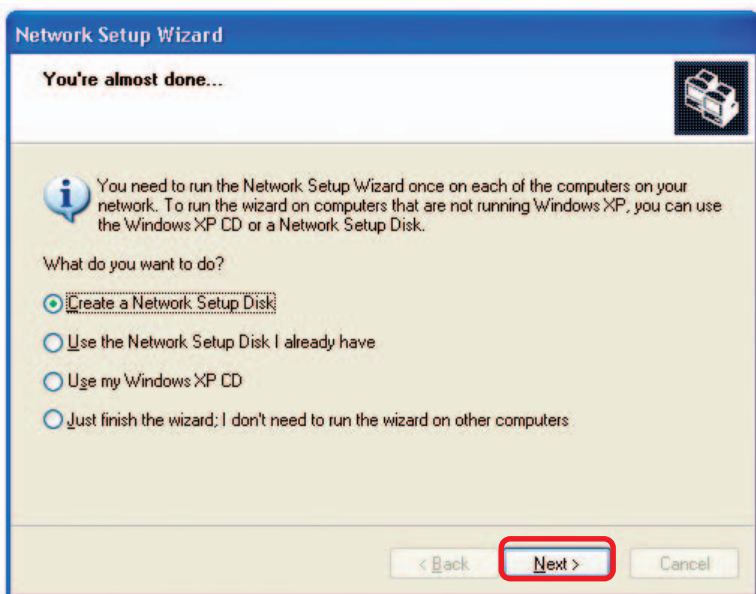 Network Setup Wizard
You're almost done...
You need to run the Network Setup Wizard once on each of the computers on your
network. To run the wizard on computers that are not running Windows XP, you can use
the Windows XP CD or a Network Setup Disk.
What do you want to do?
Create a Network Setup Disk
Use the Network Setup Disk I already have
Use my Windows XP CD
Just finish the wizard; I don't need to run the wizard on other computers
< Back Next > Cancel